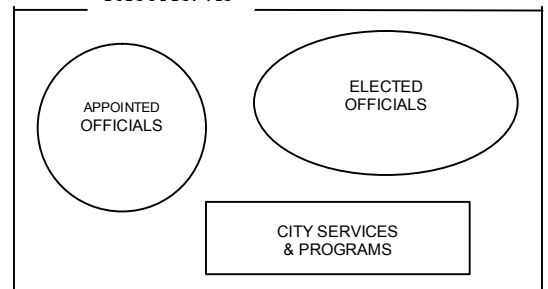 APPOINTED
OFFICIALS
ELECTED
OFFICIALS
CITY SERVICES
& PROGRAMS